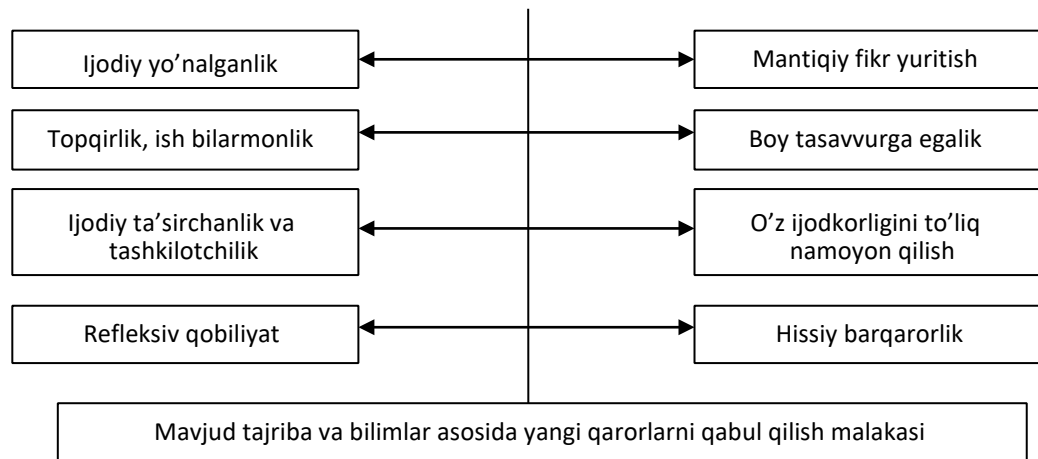 Ijodiy yo’nalganlik
Mantiqiy fikr yuritish
Topqirlik, ish bilarmonlik
Boy tasavvurga egalik
Ijodiy ta’sirchanlik va
tashkilotchilik
O’z ijodkorligini to’liq
namoyon qilish
Refleksiv qobiliyat
Hissiy barqarorlik
Mavjud tajriba va bilimlar asosida yangi qarorlarni qabul qilish malakasi